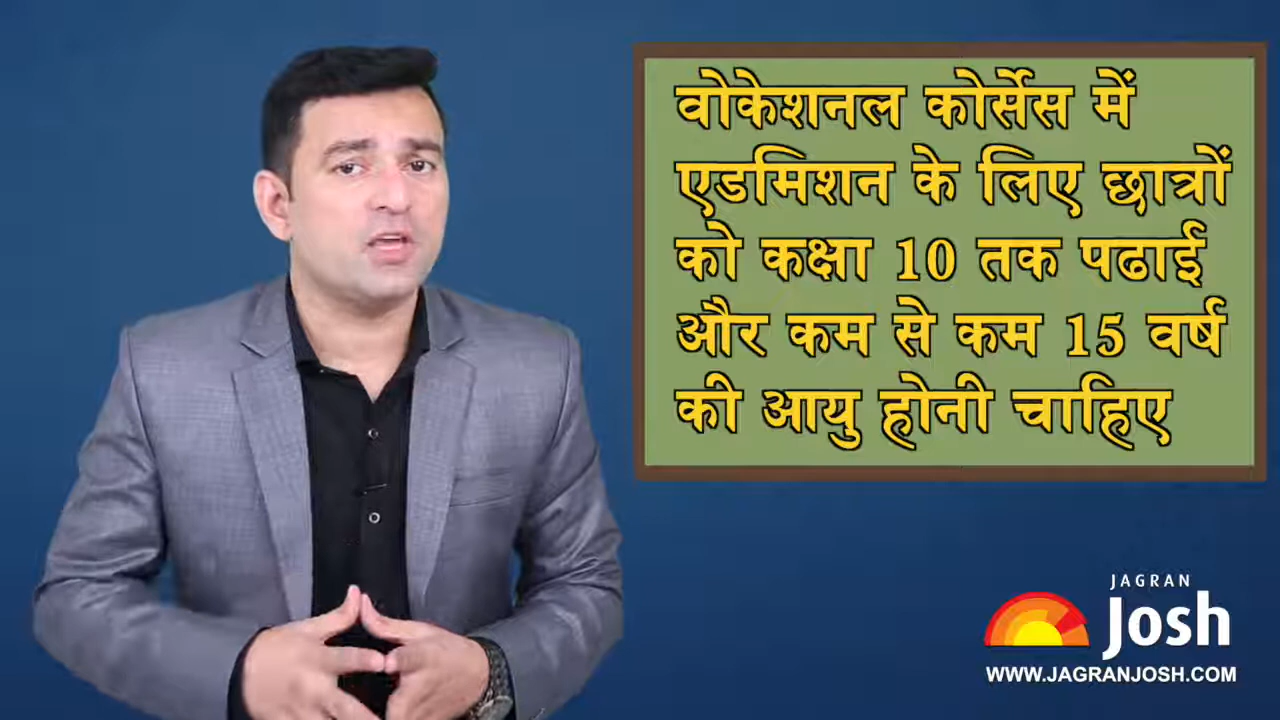 वोकेशनल कोर्सेस में
एडमिशन के लिए छात्रों
को कक्षा 10 तक पढाई
और कम से कम 15 वर्ष
की आयु होनी चाहिए
JAGRAN
Josh
WWW.JAGRANJOSH.COM